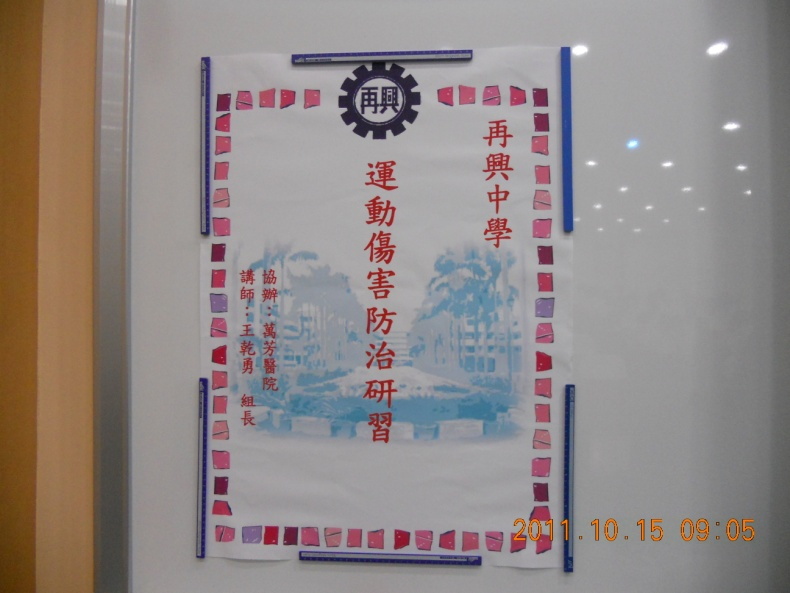 再興
再興中學
運動傷害防治研習
協辦：萬芳醫院
講師：王乾勇 組長
2011.10.15 09:05